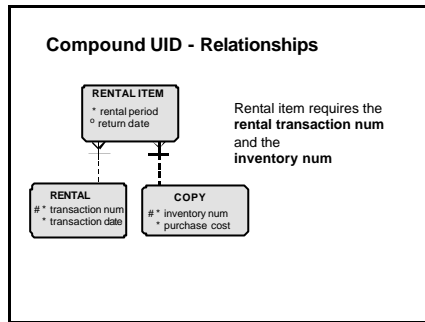 Compound UID - Relationships
RENTAL ITEM
* rental period
o return date
Rental item requires the
rental transaction num
and the
inventory num
RENTAL
# * transaction num
* transaction date
COPY
# * inventory num
* purchase cost